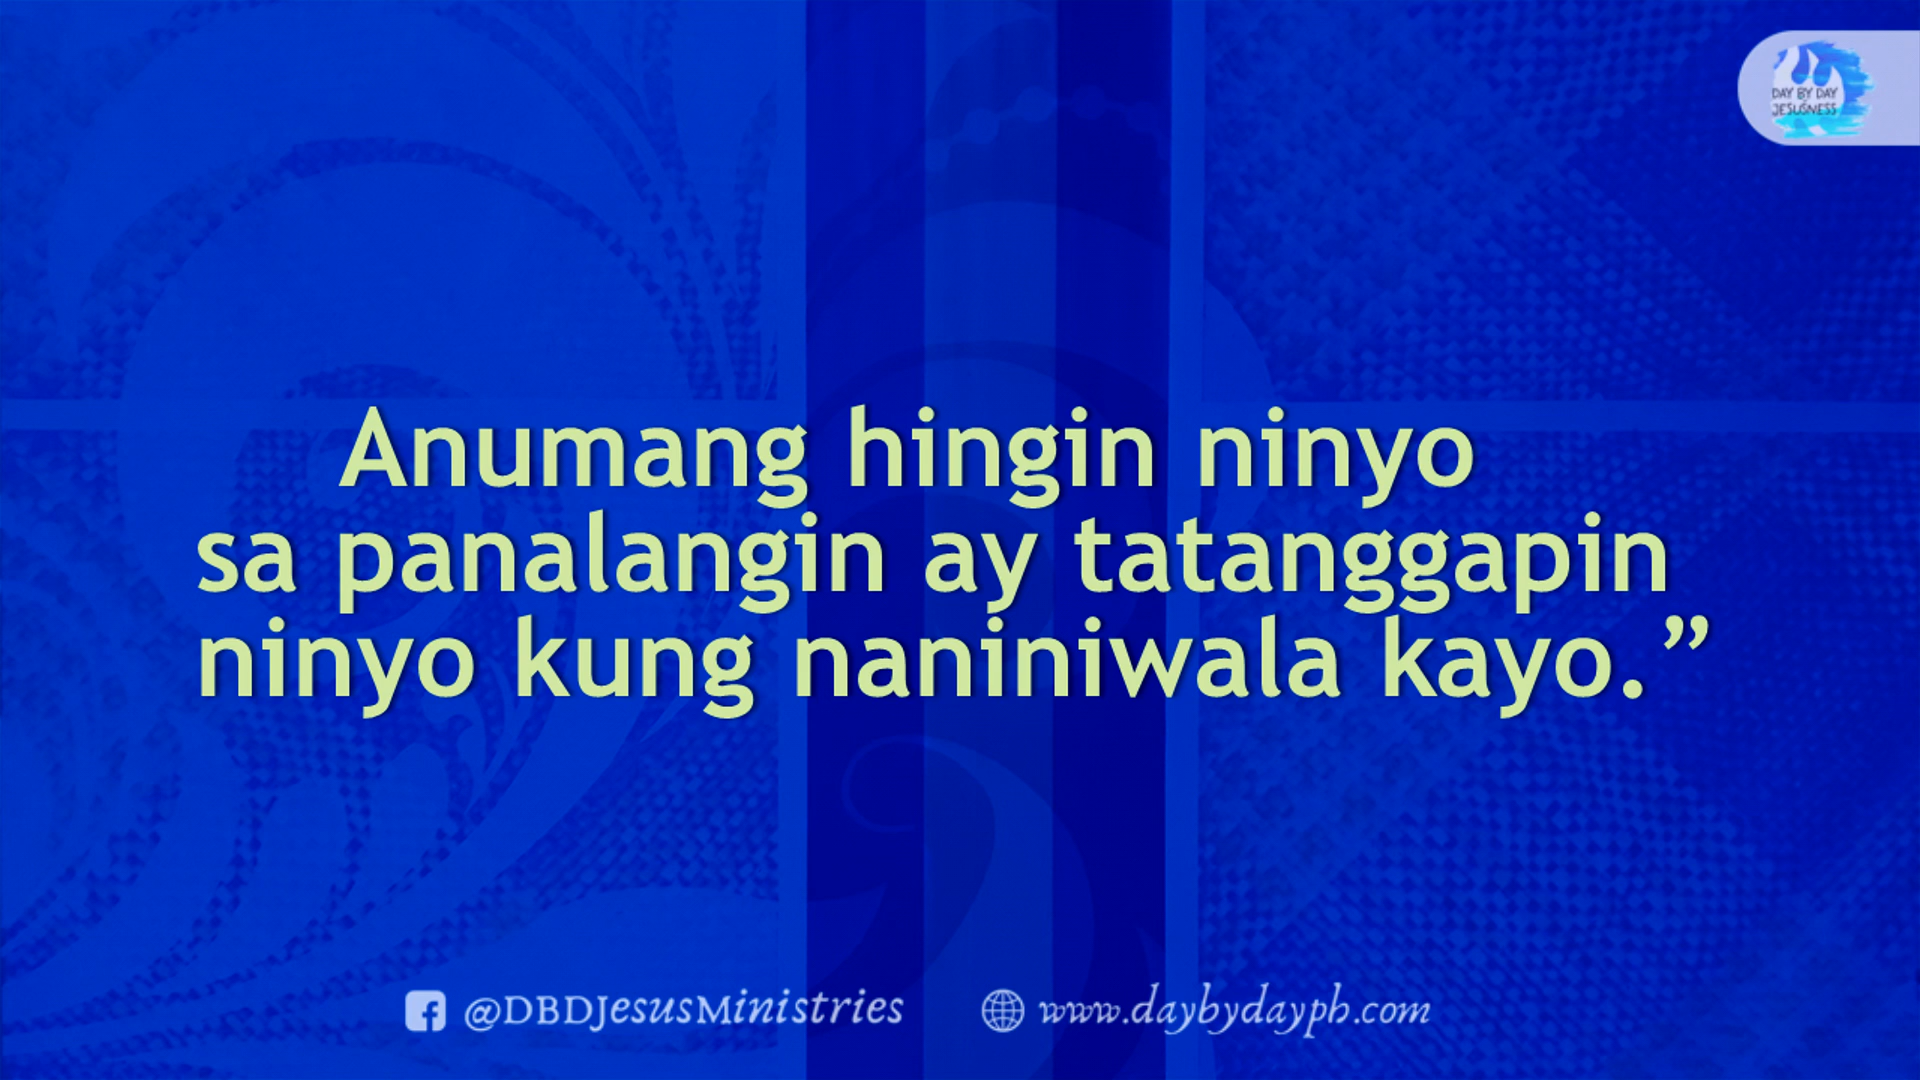 DAY BY DAY
JESUSNESS
Anumang hingin ninyo
sa panalangin ay tatanggapin
ninyo kung naniniwala kayo.”
@DBDJesusMinistries
www.daybydayph.com